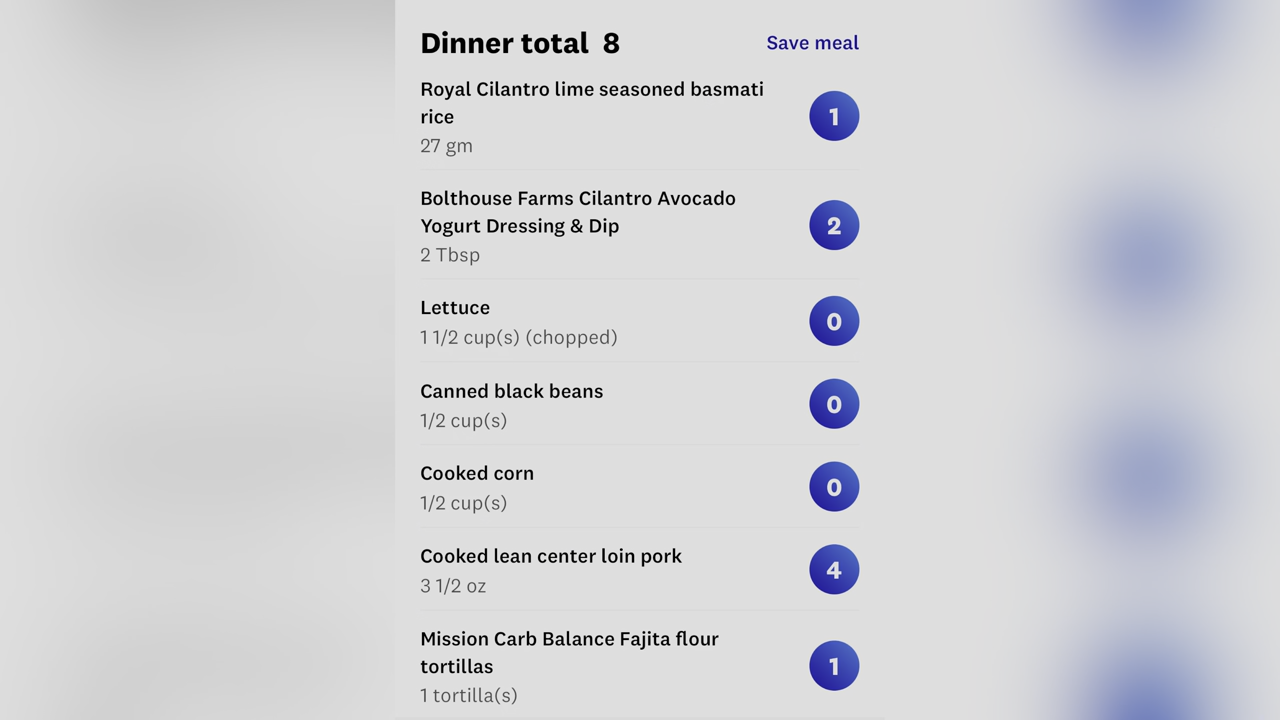 Dinner total 8 Save meal
Royal Cilantro lime seasoned basmati
rice
1
27 gm
Bolthouse Farms Cilantro Avocado
Yogurt Dressing & Dip
2
2 Tbsp
Lettuce
0
1 1/2 cup(s) (chopped)
Canned black beans
0
1/2 cup(s)
Cooked corn
0
1/2 cup(s)
Cooked lean center loin pork
4
3 1/2 oz
Mission Carb Balance Fajita flour
tortillas
1
1 tortilla(s)